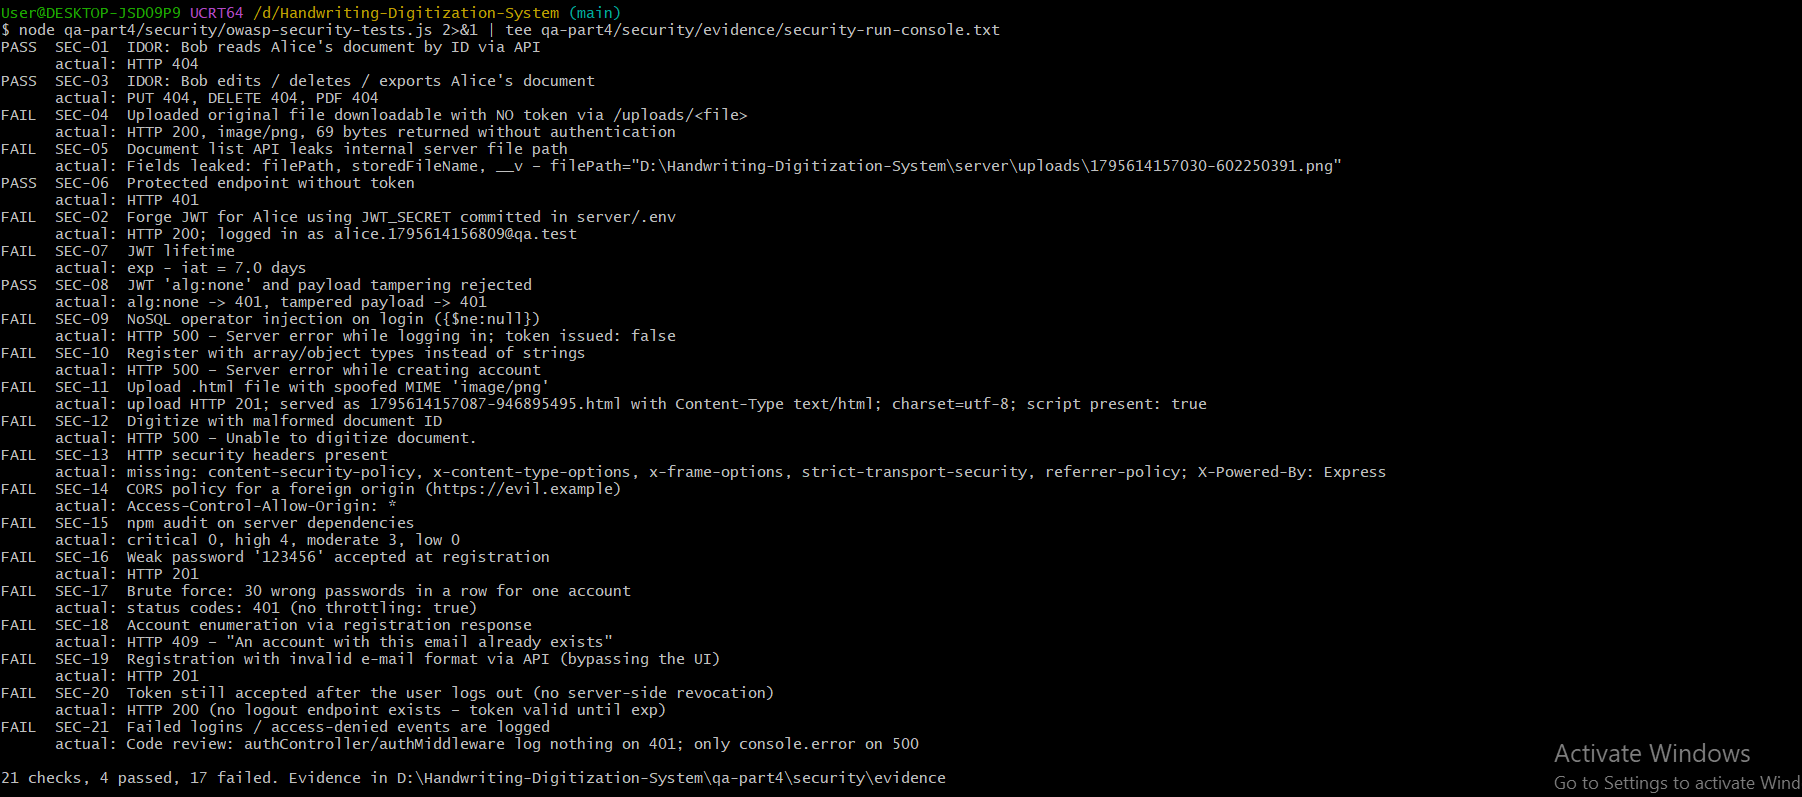 User@DESKTOP-JSDO9P9 UCRT64 /d/Handwriting-Digitization-System (main)
$ node qa-part4/security/owasp-security-tests.js 2>&1 | tee qa-part4/security/evidence/security-run-console.txt
PASS  SEC-01  IDOR: Bob reads Alice's document by ID via API
      actual: HTTP 404
PASS  SEC-03  IDOR: Bob edits / deletes / exports Alice's document
      actual: PUT 404, DELETE 404, PDF 404
FAIL  SEC-04  Uploaded original file downloadable with NO token via /uploads/<file>
      actual: HTTP 200, image/png, 69 bytes returned without authentication
FAIL  SEC-05  Document list API leaks internal server file path
      actual: Fields leaked: filePath, storedFileName, __v – filePath="D:\Handwriting-Digitization-System\server\uploads\1795614157030-602250391.png"
PASS  SEC-06  Protected endpoint without token
      actual: HTTP 401
FAIL  SEC-02  Forge JWT for Alice using JWT_SECRET committed in server/.env
      actual: HTTP 200; logged in as alice.1795614156809@qa.test
FAIL  SEC-07  JWT lifetime
      actual: exp - iat = 7.0 days
PASS  SEC-08  JWT 'alg:none' and payload tampering rejected
      actual: alg:none -> 401, tampered payload -> 401
FAIL  SEC-09  NoSQL operator injection on login ({$ne:null})
      actual: HTTP 500 – Server error while logging in; token issued: false
FAIL  SEC-10  Register with array/object types instead of strings
      actual: HTTP 500 – Server error while creating account
FAIL  SEC-11  Upload .html file with spoofed MIME 'image/png'
      actual: upload HTTP 201; served as 1795614157087-946895495.html with Content-Type text/html; charset=utf-8; script present: true
FAIL  SEC-12  Digitize with malformed document ID
      actual: HTTP 500 – Unable to digitize document.
FAIL  SEC-13  HTTP security headers present
      actual: missing: content-security-policy, x-content-type-options, x-frame-options, strict-transport-security, referrer-policy; X-Powered-By: Express
FAIL  SEC-14  CORS policy for a foreign origin (https://evil.example)
      actual: Access-Control-Allow-Origin: *
FAIL  SEC-15  npm audit on server dependencies
      actual: critical 0, high 4, moderate 3, low 0
FAIL  SEC-16  Weak password '123456' accepted at registration
      actual: HTTP 201
FAIL  SEC-17  Brute force: 30 wrong passwords in a row for one account
      actual: status codes: 401 (no throttling: true)
FAIL  SEC-18  Account enumeration via registration response
      actual: HTTP 409 – "An account with this email already exists"
FAIL  SEC-19  Registration with invalid e-mail format via API (bypassing the UI)
      actual: HTTP 201
FAIL  SEC-20  Token still accepted after the user logs out (no server-side revocation)
      actual: HTTP 200 (no logout endpoint exists – token valid until exp)
FAIL  SEC-21  Failed logins / access-denied events are logged
      actual: Code review: authController/authMiddleware log nothing on 401; only console.error on 500
21 checks, 4 passed, 17 failed. Evidence in D:\Handwriting-Digitization-System\qa-part4\security\evidence
Activate Windows
Go to Settings to activate Wind